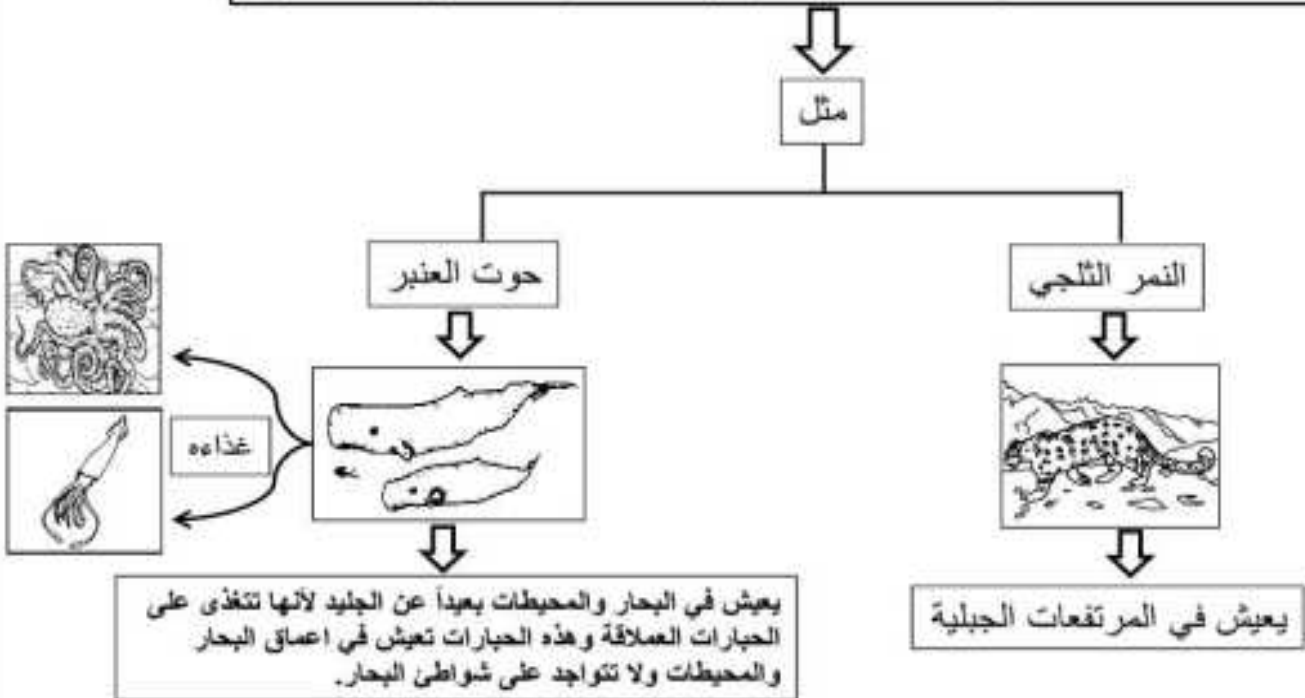 مثل
النمر الثلجي
حوت العنبر
غذاءه
يعيش في المرتفعات الجبلية
يعيش في البحار والمحيطات بعيداً عن الجليد لأنها تتغذى على
الحبارات العملاقة وهذه الحبارات تعيش في اعماق البحار
والمحيطات ولا تتواجد على شواطئ البحار.